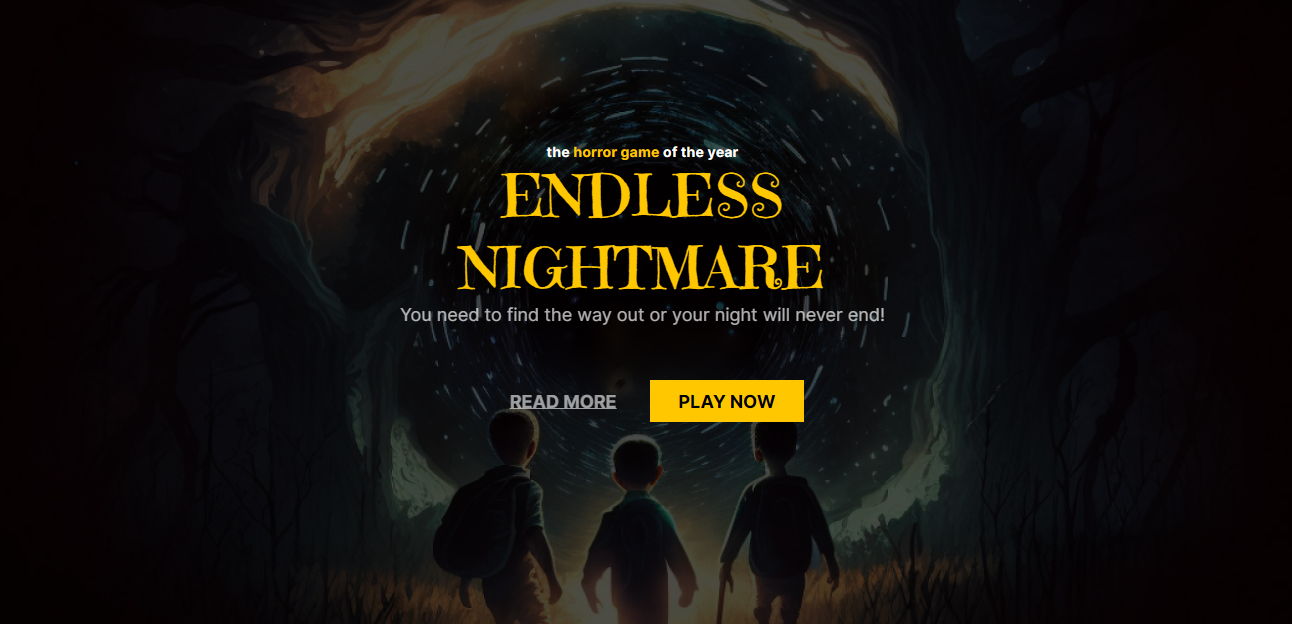 the horror game of the year
ENDLESS
NIGHTMARE
You need to find the way out or your night will never end!
READ MORE PLAY NOW